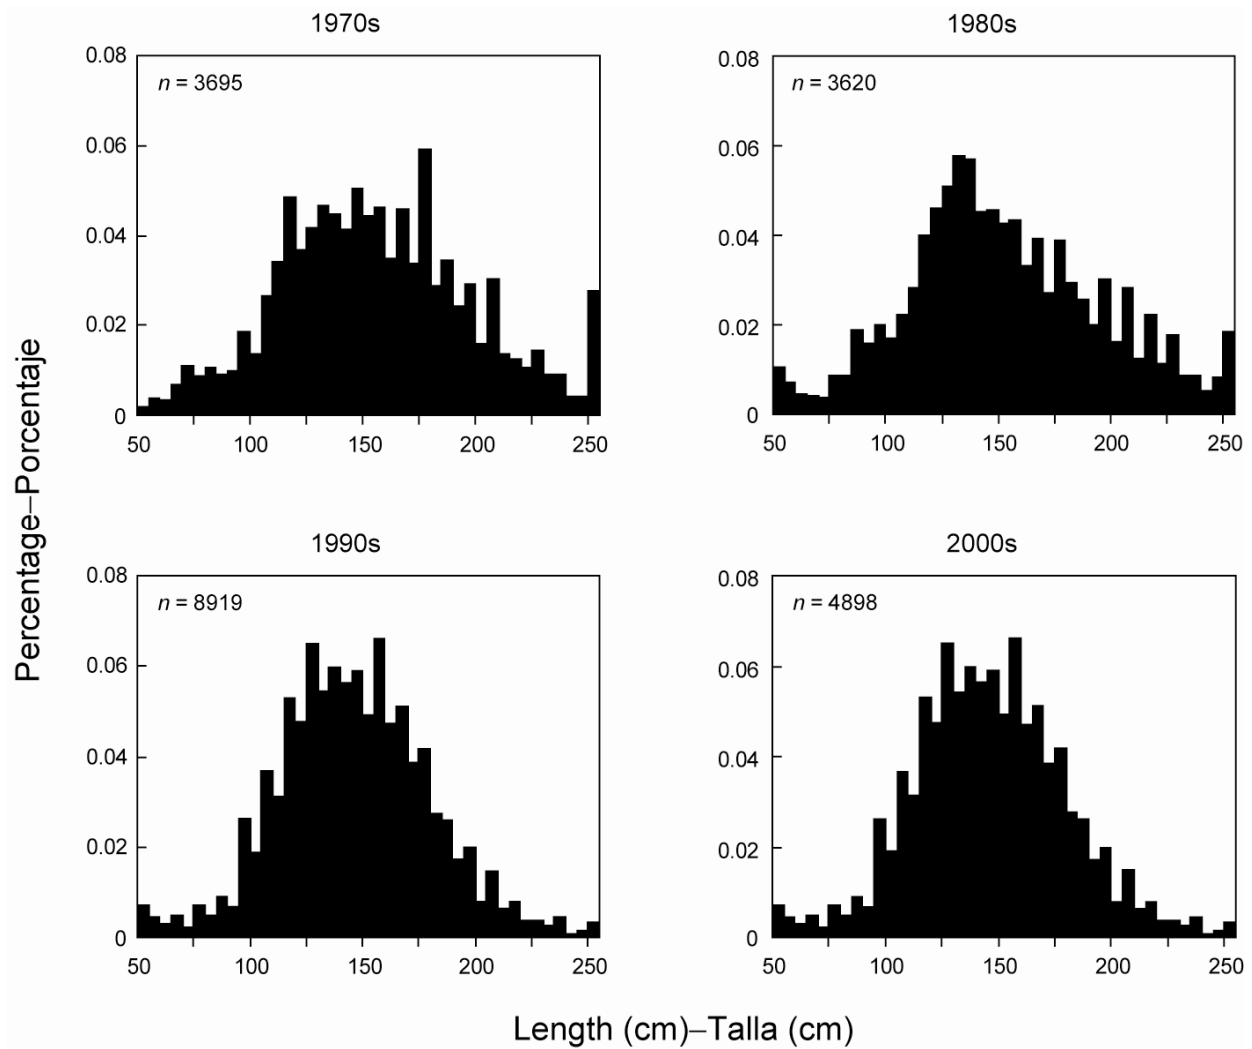 1970s
n = 3695
0.08
0.06
0.04
0.02
0
50 100 150 200 250
1980s
n = 3620
0.08
0.06
0.04
0.02
0
50 100 150 200 250
Percentage–Porcentaje
1990s
n = 8919
0.08
0.06
0.04
0.02
0
50 100 150 200 250
2000s
n = 4898
0.08
0.06
0.04
0.02
0
50 100 150 200 250
Length (cm)–Talla (cm)